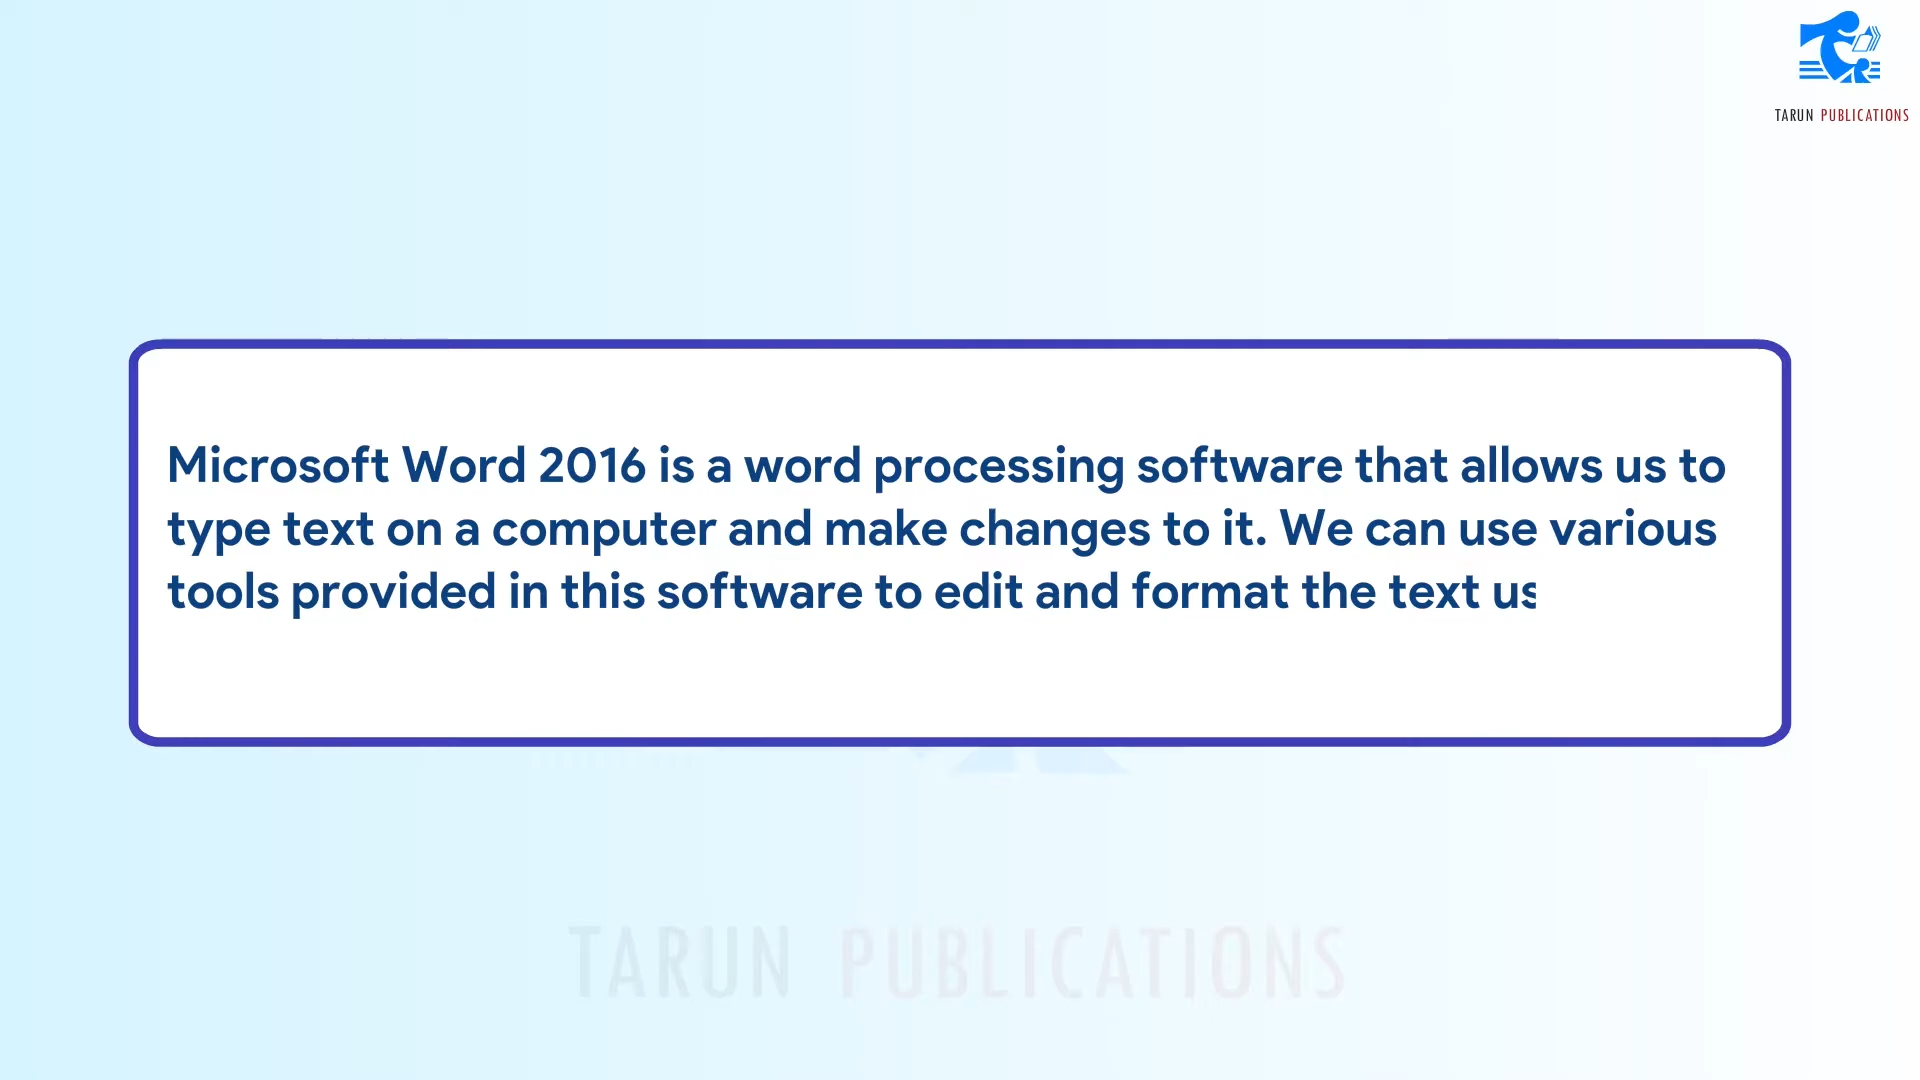 TARUN PUBLICATIONS
Microsoft Word 2016 is a word processing software that allows us to
type text on a computer and make changes to it. We can use various
tools provided in this software to edit and format the text us
TARUN PUBLICATIONS